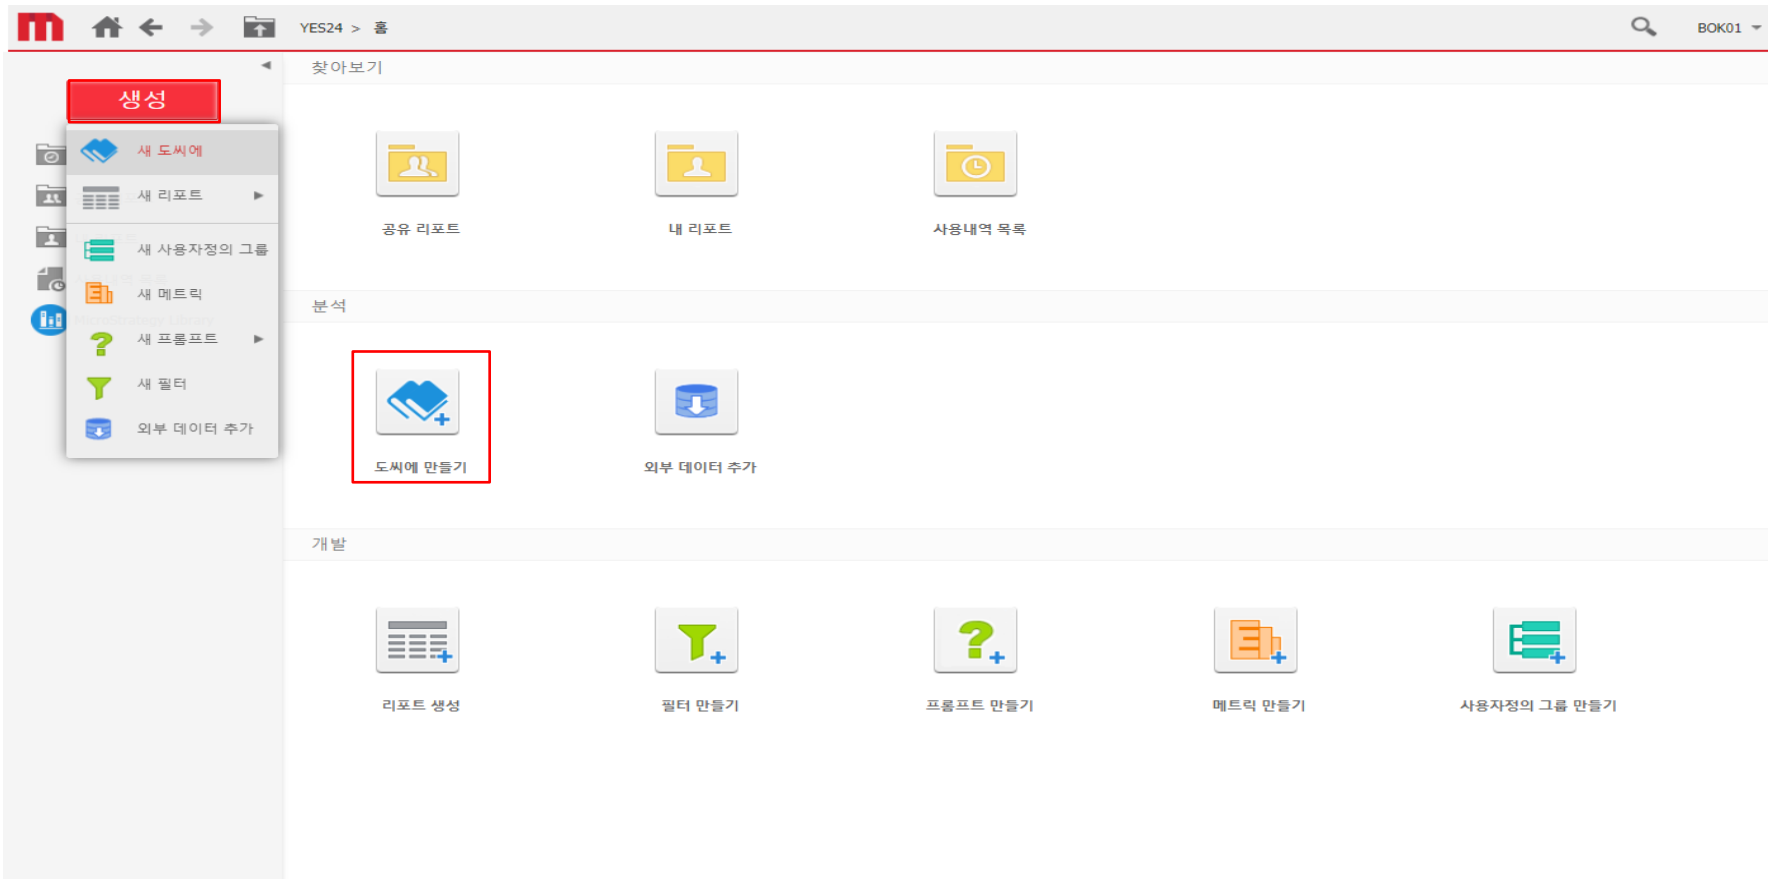 YES24 > 홈
BOK01
생성
새 도씨에
새 리포트
새 사용자정의 그룹
새 메트릭
새 프롬프트
새 필터
외부 데이터 추가
MicroStrategy Library
찾아보기
공유 리포트
내 리포트
사용내역 목록
분석
도씨에 만들기
외부 데이터 추가
개발
리포트 생성
필터 만들기
프롬프트 만들기
메트릭 만들기
사용자정의 그룹 만들기